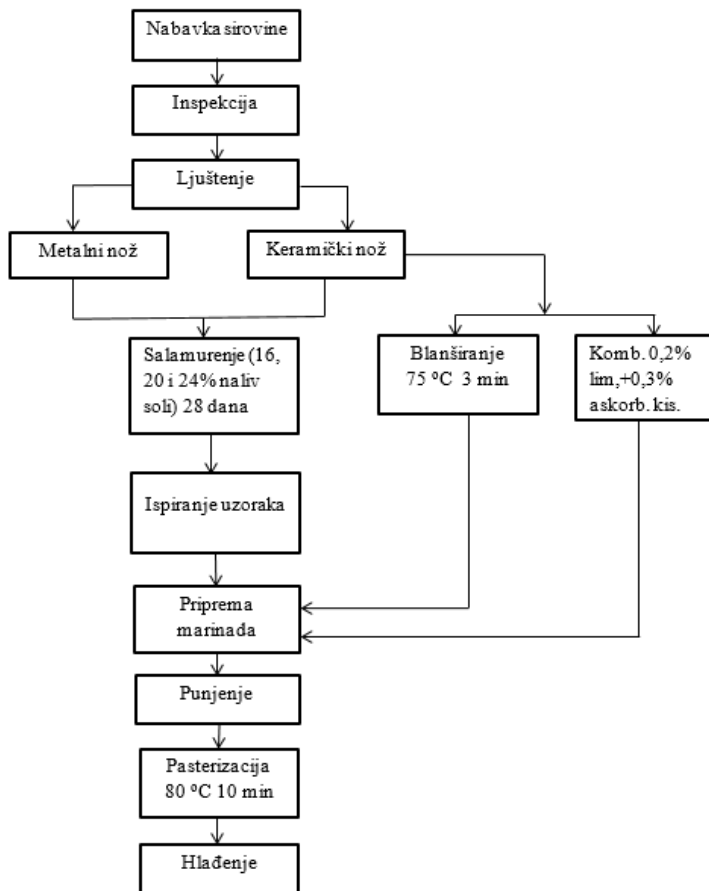 Nabavka sirovine
Inspekcija
Ljuštenje
Metalni nož
Keramički nož
Salamurenje (16,
20 i 24% naliv
soli) 28 dana
Blanširanje
75 ºC 3 min
Komb. 0,2%
lim,+0,3%
askorb. kis.
Ispiranje uzoraka
Priprema
marinada
Punjenje
Pasterizacija
80 ºC 10 min
Hlađenje